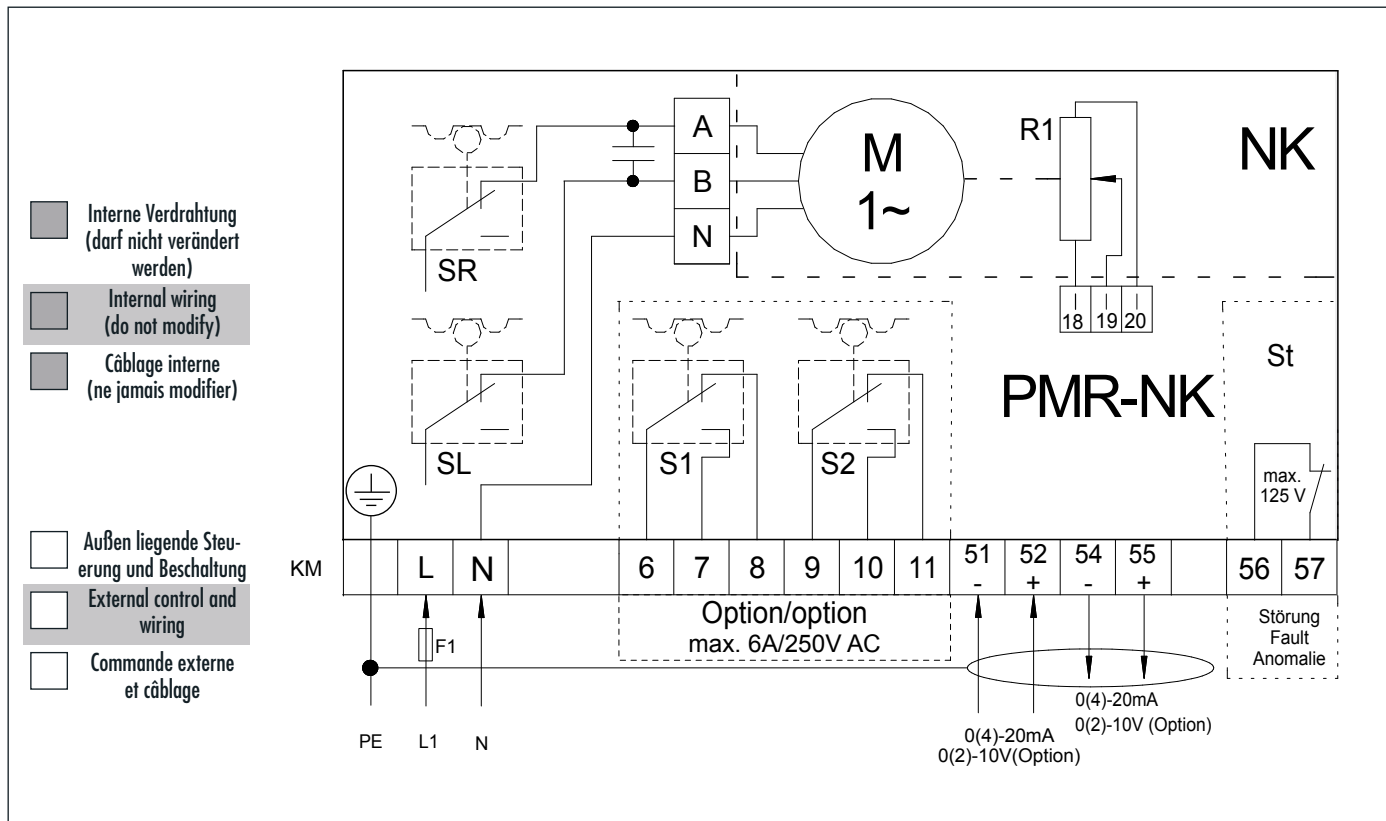 Interne Verdrahtung
(darf nicht verändert
werden)
Internal wiring
(do not modify)
Câblage interne
(ne jamais modifier)
Außen liegende Steu-
erung und Beschaltung
External control and
wiring
Commande externe
et câblage
A
B
N
M
1~
R1
NK
SR
18 19 20
SL
S1
S2
PMR-NK
St
max.
125 V
KM
L N 6 7 8 9 10 11 51 52 54 55 56 57
- + - +
Option/option
max. 6A/250V AC
Störung
Fault
Anomalie
F1
0(4)-20mA
0(2)-10V (Option)
PE L1 N
0(4)-20mA
0(2)-10V(Option)